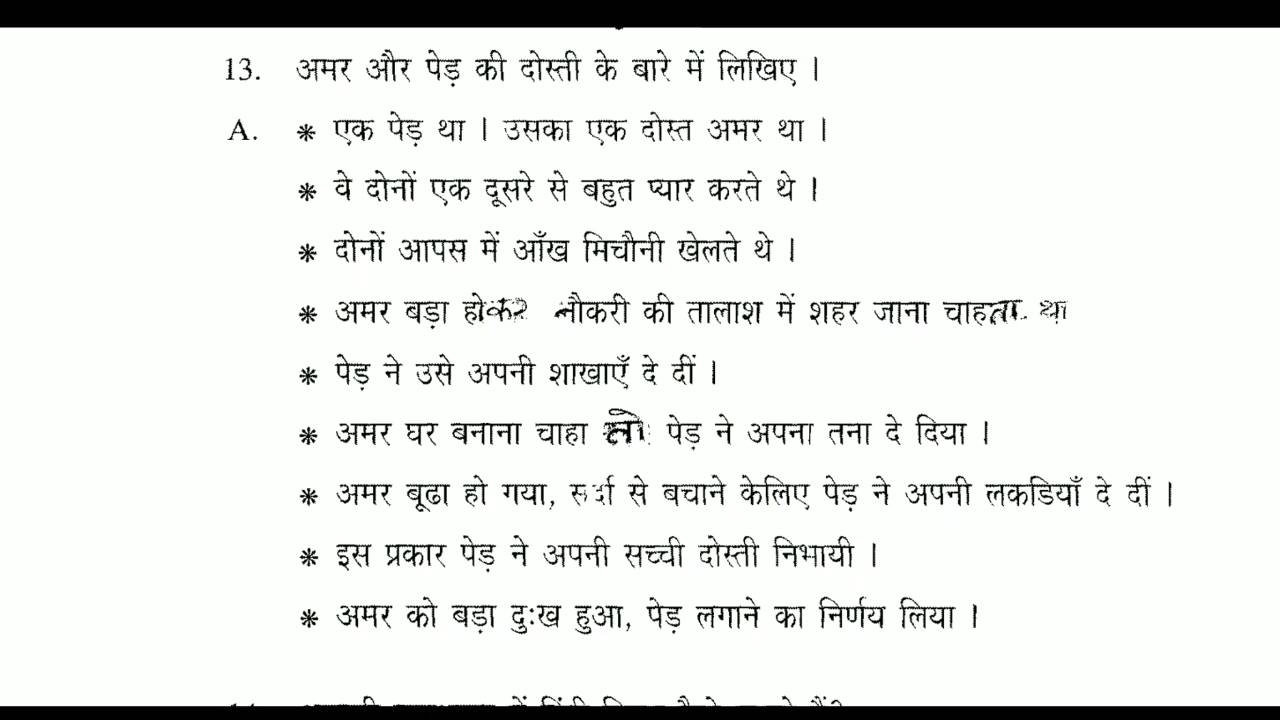 13. अमर और पेड़ की दोस्ती के बारे में लिखिए ।
A. * एक पेड़ था । उसका एक दोस्त अमर था ।
* वे दोनों एक दूसरे से बहुत प्यार करते थे ।
* दोनों आपस में आँख मिचौनी खेलते थे ।
* अमर बड़ा होकर नौकरी की तालाश में शहर जाना चाहता था
* पेड़ ने उसे अपनी शाखाएँ दे दीं ।
* अमर घर बनाना चाहा तो पेड़ ने अपना तना दे दिया ।
* अमर बूढा हो गया, सर्दी से बचाने केलिए पेड़ ने अपनी लकडियाँ दे दीं ।
* इस प्रकार पेड़ ने अपनी सच्ची दोस्ती निभायी ।
* अमर को बड़ा दुःख हुआ, पेड़ लगाने का निर्णय लिया ।